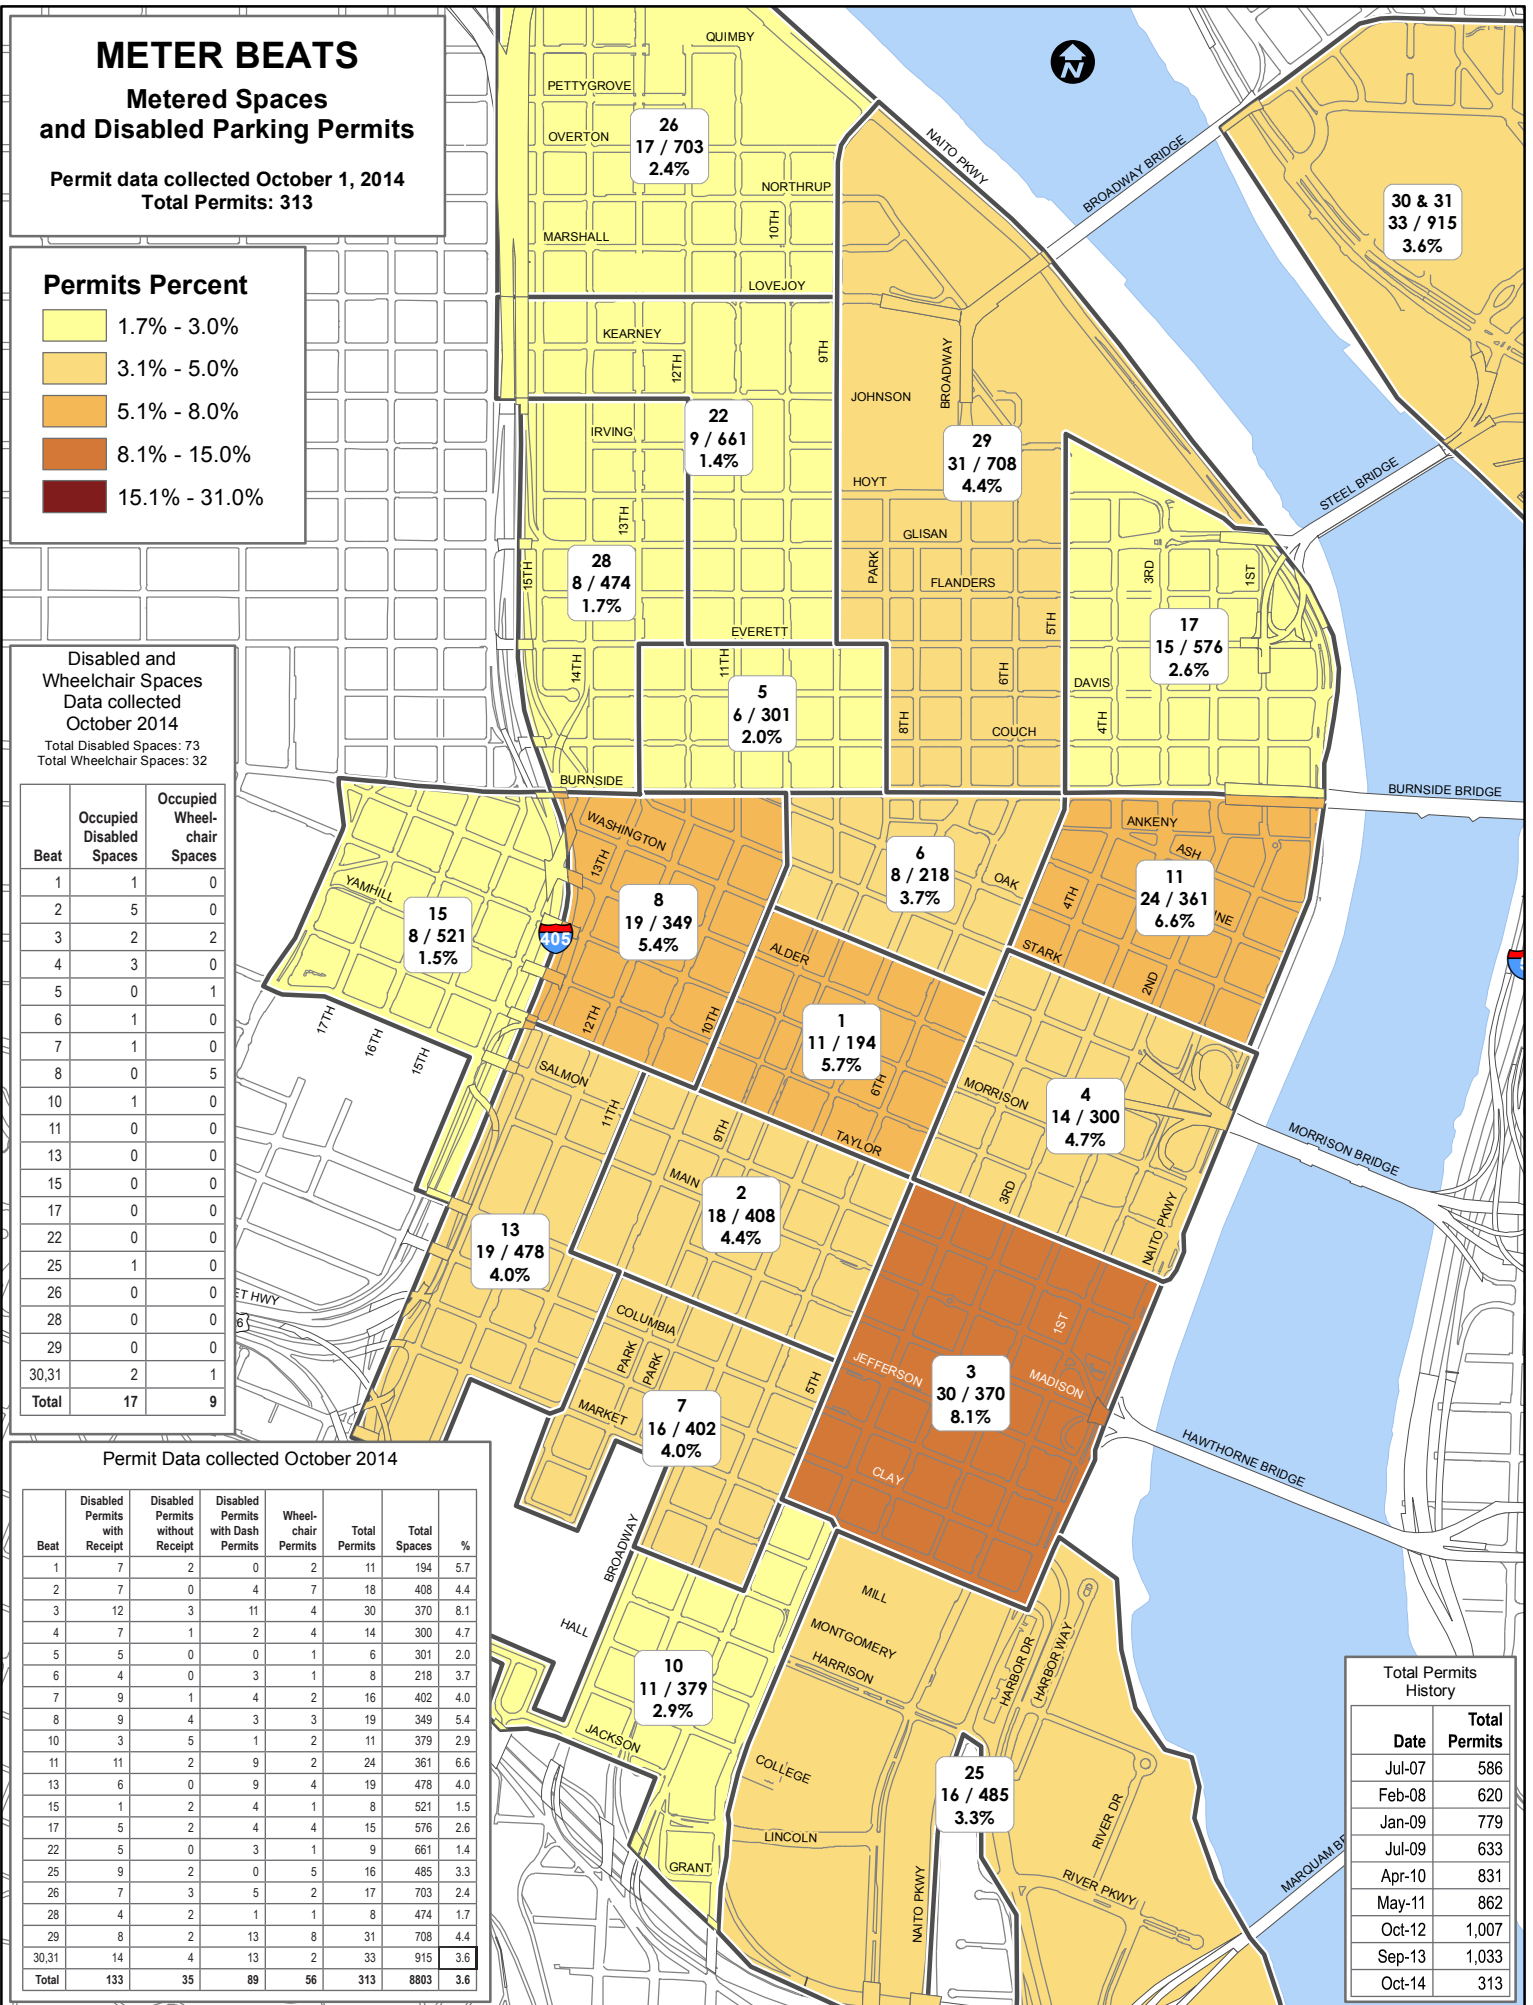 METER BEATS
Metered Spaces
and Disabled Parking Permits
Permit data collected October 1, 2014
Total Permits: 313
Permits Percent
1.7% - 3.0%
3.1% - 5.0%
5.1% - 8.0%
8.1% - 15.0%
15.1% - 31.0%
Disabled and
Wheelchair Spaces
Data collected
October 2014
Total Disabled Spaces: 73
Total Wheelchair Spaces: 32
Beat Occupied Disabled Spaces Occupied Wheel-chair Spaces
1 1 0
2 5 0
3 2 2
4 3 0
5 0 1
6 1 0
7 1 0
8 0 5
10 1 0
11 0 0
13 0 0
15 0 0
17 0 0
22 0 0
25 1 0
26 0 0
28 0 0
29 0 0
30,31 2 1
Total 17 9
Permit Data collected October 2014
Beat Disabled Permits with Receipt Disabled Permits without Receipt Disabled Permits with Dash Permits Wheel-chair Permits Total Permits Total Spaces %
1 7 2 0 2 11 194 5.7
2 7 0 4 7 18 408 4.4
3 12 3 11 4 30 370 8.1
4 7 1 2 4 14 300 4.7
5 5 0 0 1 6 301 2.0
6 4 0 3 1 8 218 3.7
7 9 1 4 2 16 402 4.0
8 9 4 3 3 19 349 5.4
10 3 5 1 2 11 379 2.9
11 11 2 9 2 24 361 6.6
13 6 0 9 4 19 478 4.0
15 1 2 4 1 8 521 1.5
17 5 2 4 4 15 576 2.6
22 5 0 3 1 9 661 1.4
25 9 2 0 5 16 485 3.3
26 7 3 5 2 17 703 2.4
28 4 2 1 1 8 474 1.7
29 8 2 13 8 31 708 4.4
30,31 14 4 13 2 33 915 3.6
Total 133 35 89 56 313 8803 3.6
Total Permits
History
Date Total Permits
Jul-07 586
Feb-08 620
Jan-09 779
Jul-09 633
Apr-10 831
May-11 862
Oct-12 1,007
Sep-13 1,033
Oct-14 313
N
QUIMBY
PETTYGROVE
OVERTON
26
17 / 703
2.4%
NORTHRUP
10TH
MARSHALL
LOVEJOY
KEARNEY
12TH
9TH
NAITO PKWY
BROADWAY BRIDGE
30 & 31
33 / 915
3.6%
JOHNSON
BROADWAY
IRVING
22
9 / 661
1.4%
29
31 / 708
4.4%
HOYT
STEEL BRIDGE
13TH
GLISAN
15TH
28
8 / 474
1.7%
PARK
FLANDERS
3RD
1ST
5TH
17
15 / 576
2.6%
EVERETT
14TH
11TH
6TH
DAVIS
5
6 / 301
2.0%
8TH
COUCH
4TH
BURNSIDE
BURNSIDE BRIDGE
WASHINGTON
13TH
ANKENY
ASH
6
8 / 218
3.7%
OAK
11
24 / 361
6.6%
4TH
NE
YAMHILL
15
8 / 521
1.5%
405
8
19 / 349
5.4%
ALDER
STARK
2ND
17TH
16TH
15TH
12TH
10TH
1
11 / 194
5.7%
6TH
SALMON
11TH
9TH
MORRISON
4
14 / 300
4.7%
TAYLOR
MORRISON BRIDGE
MAIN
2
18 / 408
4.4%
3RD
NAITO PKWY
13
19 / 478
4.0%
ET HWY
6
COLUMBIA
PARK
PARK
1ST
JEFFERSON
5TH
3
30 / 370
8.1%
MADISON
MARKET
7
16 / 402
4.0%
HAWTHORNE BRIDGE
CLAY
BROADWAY
MILL
HALL
MONTGOMERY
HARRISON
HARBOR DR
HARBOR WAY
10
11 / 379
2.9%
JACKSON
COLLEGE
25
16 / 485
3.3%
RIVER DR
LINCOLN
GRANT
NAITO PKWY
RIVER PKWY
MARQUAM BR